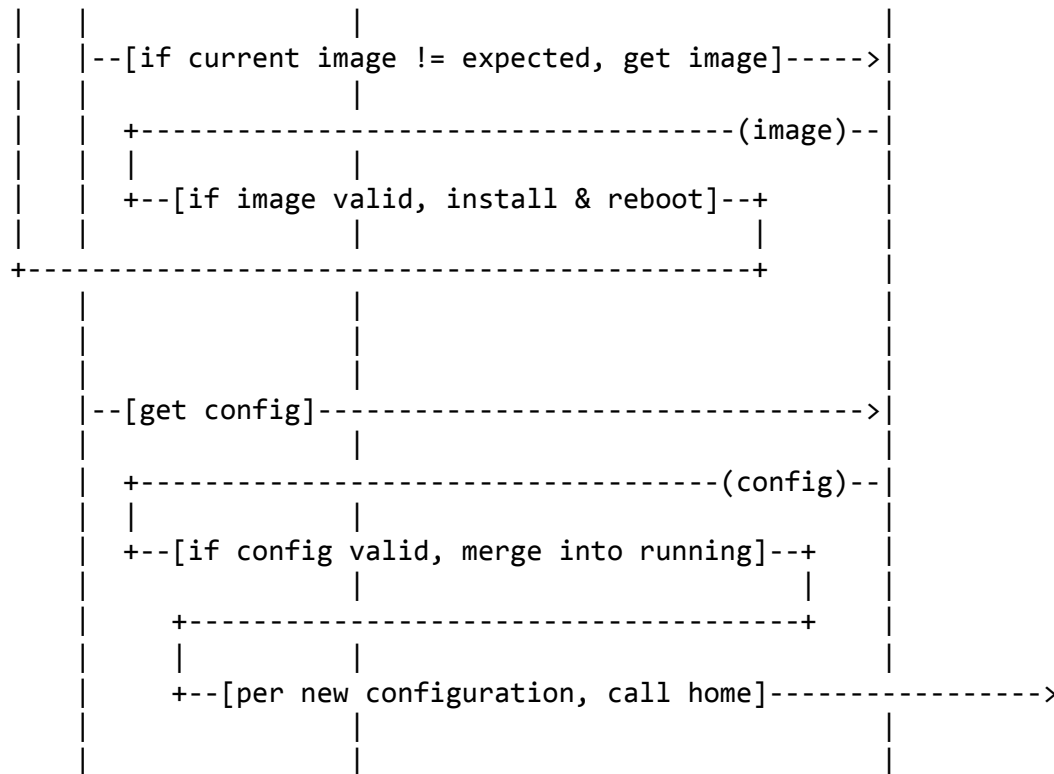 [if current image != expected, get image]
(image)
[if image valid, install & reboot]
[get config]
(config)
[if config valid, merge into running]
[per new configuration, call home]